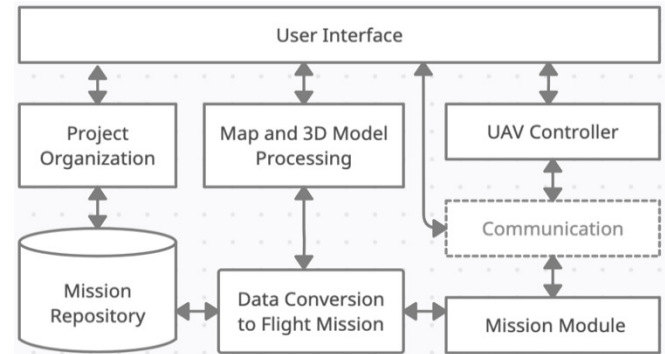 User Interface
Project
Organization
Map and 3D Model
Processing
UAV Controller
Communication
Mission
Repository
Data Conversion
to Flight Mission
Mission Module